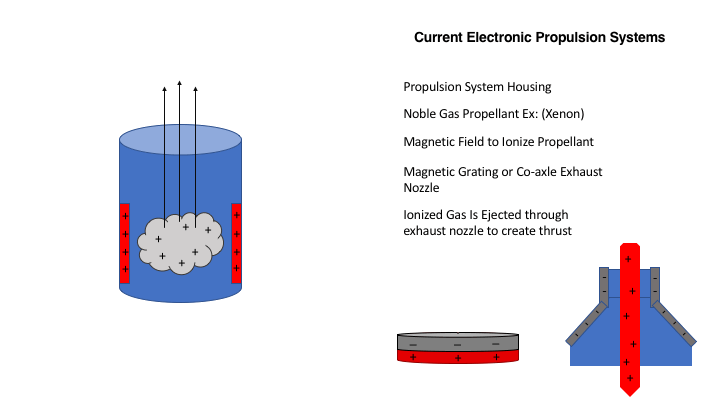 Current Electronic Propulsion Systems
Propulsion System Housing
Noble Gas Propellant Ex: (Xenon)
Magnetic Field to Ionize Propellant
Magnetic Grating or Co-axle Exhaust
Nozzle
Ionized Gas Is Ejected through
exhaust nozzle to create thrust